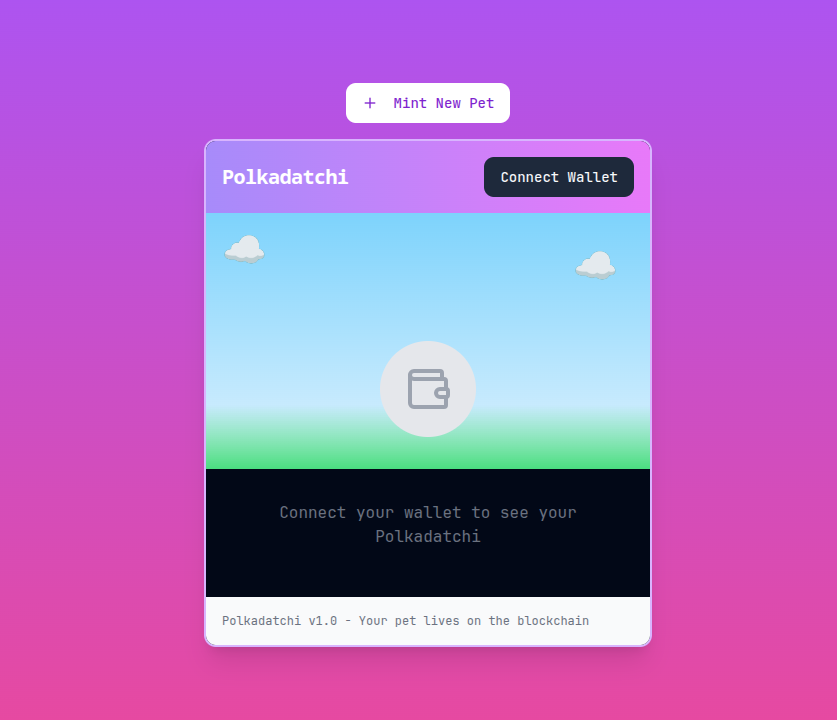 Mint New Pet
Polkadatchi
Connect Wallet
Connect your wallet to see your
Polkadatchi
Polkadatchi v1.0 - Your pet lives on the blockchain